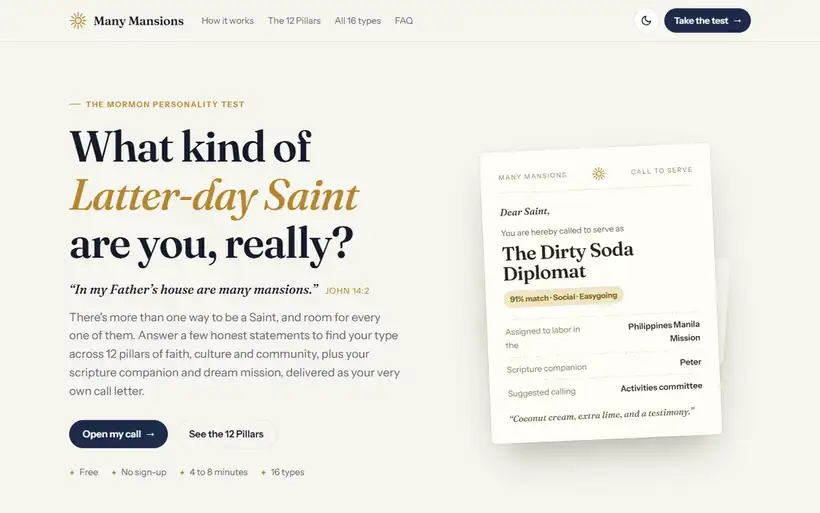 Many Mansions
How it works
The 12 Pillars
All 16 types
FAQ
Take the test →
— THE MORMON PERSONALITY TEST
What kind of
Latter-day Saint
are you, really?
“In my Father’s house are many mansions.” JOHN 14:2
There's more than one way to be a Saint, and room for every
one of them. Answer a few honest statements to find your type
across 12 pillars of faith, culture and community, plus your
scripture companion and dream mission, delivered as your very
own call letter.
Open my call →
See the 12 Pillars
Free
No sign-up
4 to 8 minutes
16 types
MANY MANSIONS
CALL TO SERVE
Dear Saint,
You are hereby called to serve as
The Dirty Soda
Diplomat
91% match · Social · Easygoing
Assigned to labor in
the
Philippines Manila
Mission
Scripture companion
Peter
Suggested calling
Activities committee
“Coconut cream, extra lime, and a testimony.”